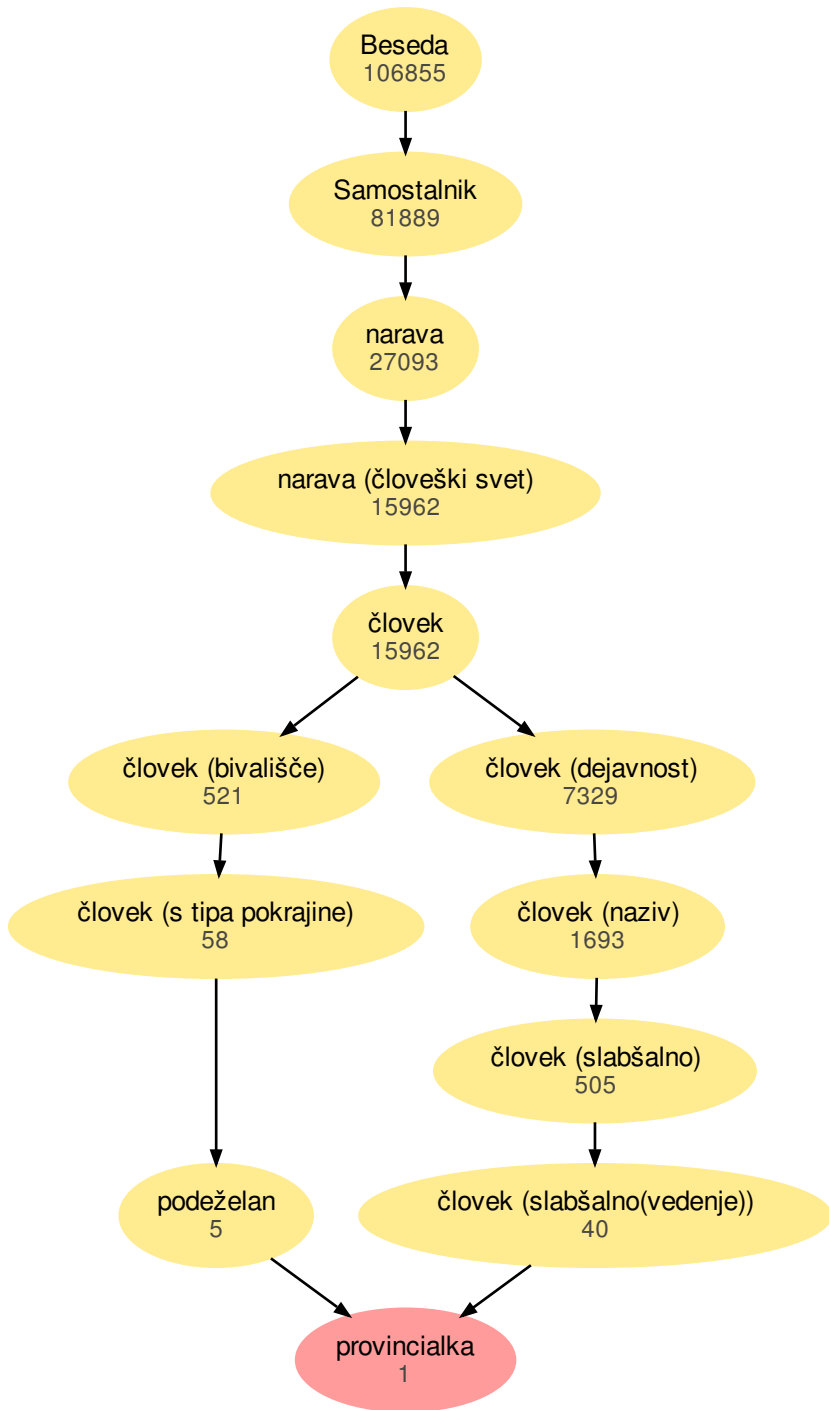 Beseda
106855
Samostalnik
81889
narava
27093
narava (človeški svet)
15962
človek
15962
človek (bivališče)
521
človek (dejavnost)
7329
človek (s tipa pokrajine)
58
človek (naziv)
1693
človek (slabšalno)
505
podeželan
5
človek (slabšalno(vedenje))
40
provincialka
1